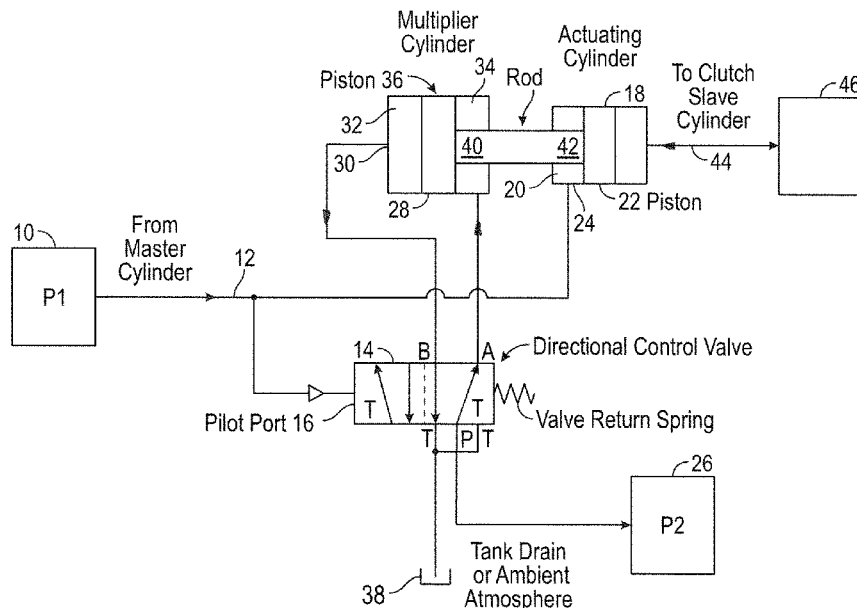 Multiplier
Cylinder
Actuating
Cylinder
Piston 36
34
Rod
18
To Clutch
Slave
Cylinder
46
32
30
40
42
44
28
20
24
22 Piston
10
From
Master
Cylinder
12
P1
14
B
A
Directional Control Valve
T
T
Pilot Port 16
Valve Return Spring
T
P
T
26
P2
Tank Drain
or Ambient
Atmosphere
38